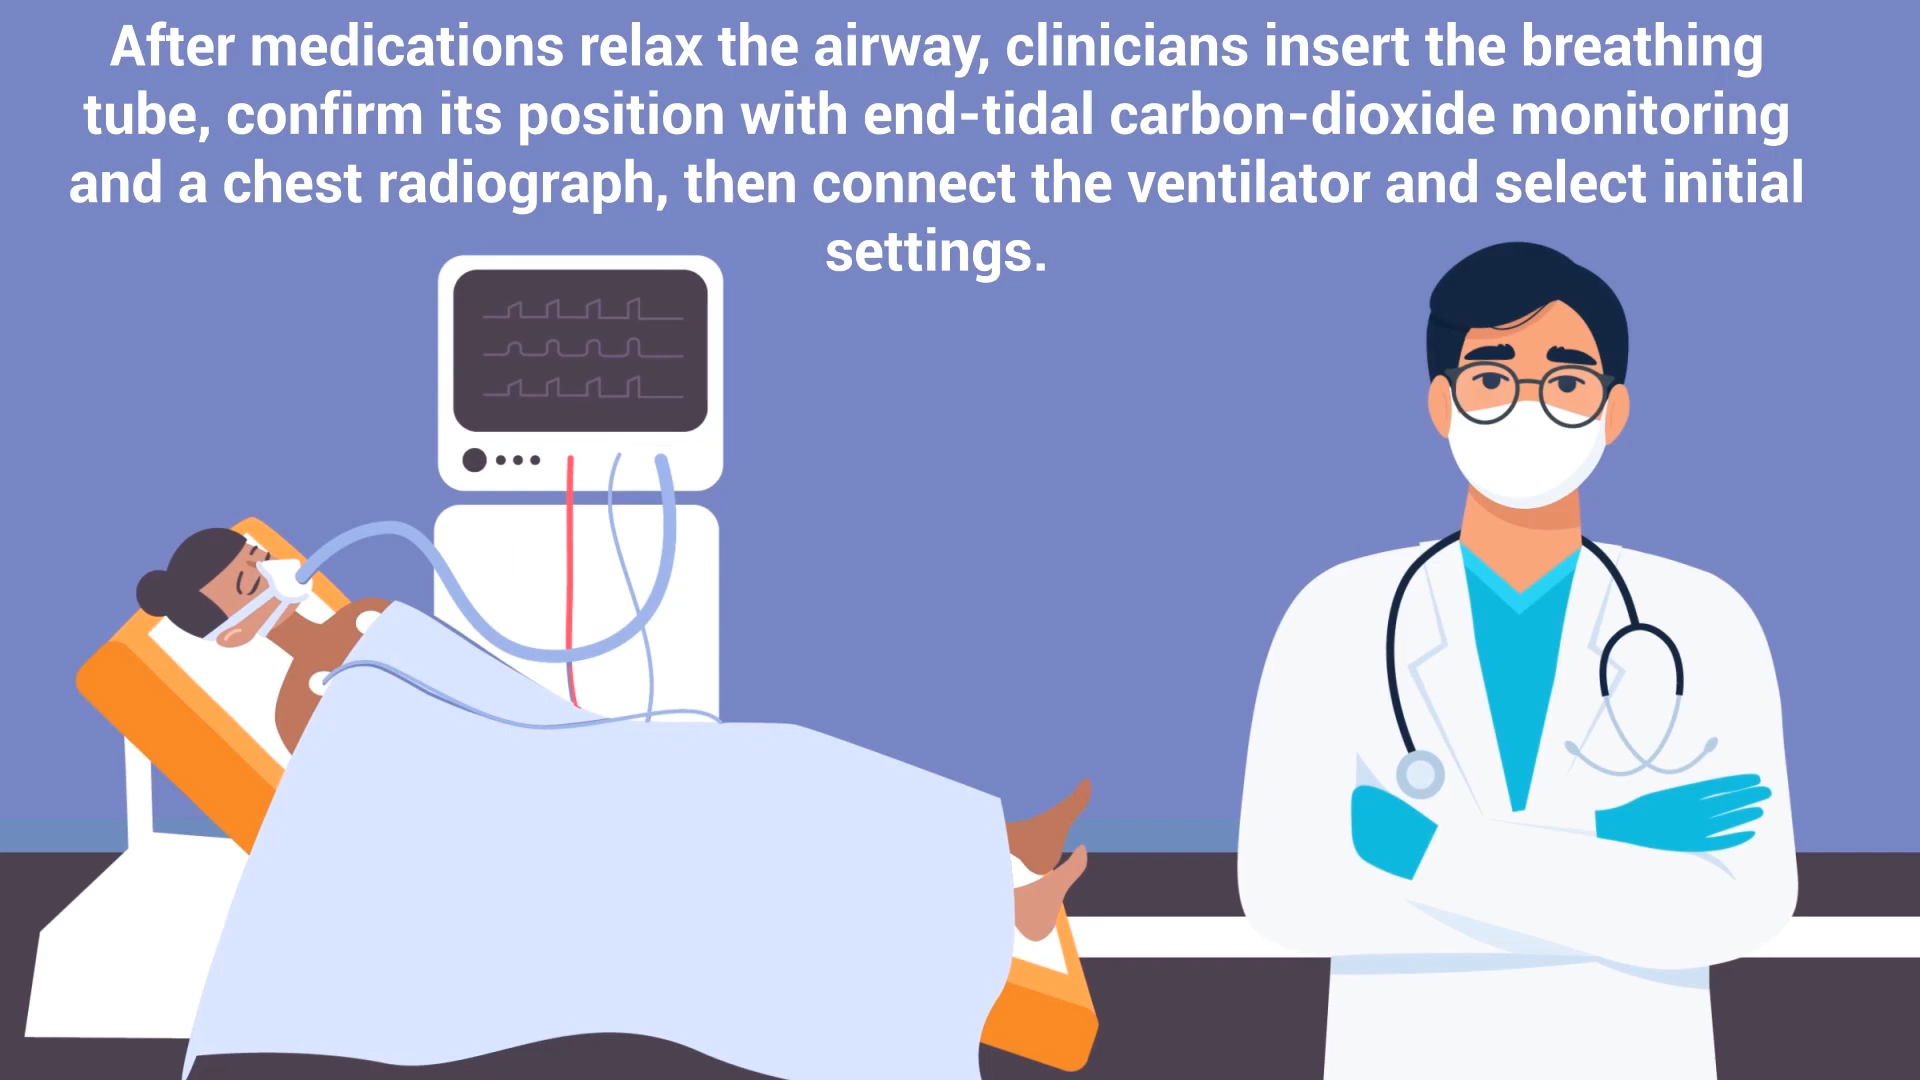 After medications relax the airway, clinicians insert the breathing
tube, confirm its position with end-tidal carbon-dioxide monitoring
and a chest radiograph, then connect the ventilator and select initial
settings.